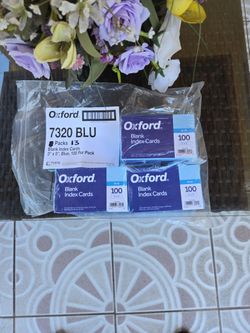 Oxford
7320 BLU
Packs 13
Blank Index Cards
3" x 5", Blue, 100 Per Pack
Oxford
Blank
Index Cards
100
Oxford
Blank
Index Cards
100
Oxford
Blank
Index Cards
100